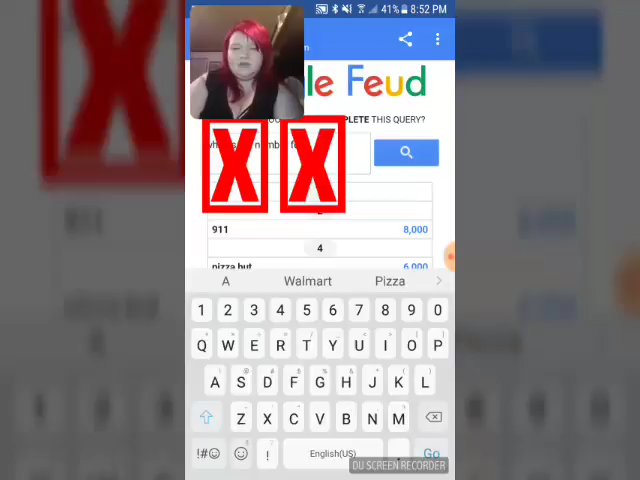 41% 8:52 PM
m
le Feud
PLETE THIS QUERY?
X X
911 8,000
4
pizza hut 6,000
A Walmart Pizza
1 2 3 4 5 6 7 8 9 0
Q W E R T Y U I O P
A S D F G H J K L
Z X C V B N M
!#☺ ! English(US) . Go
DU SCREEN RECORDER